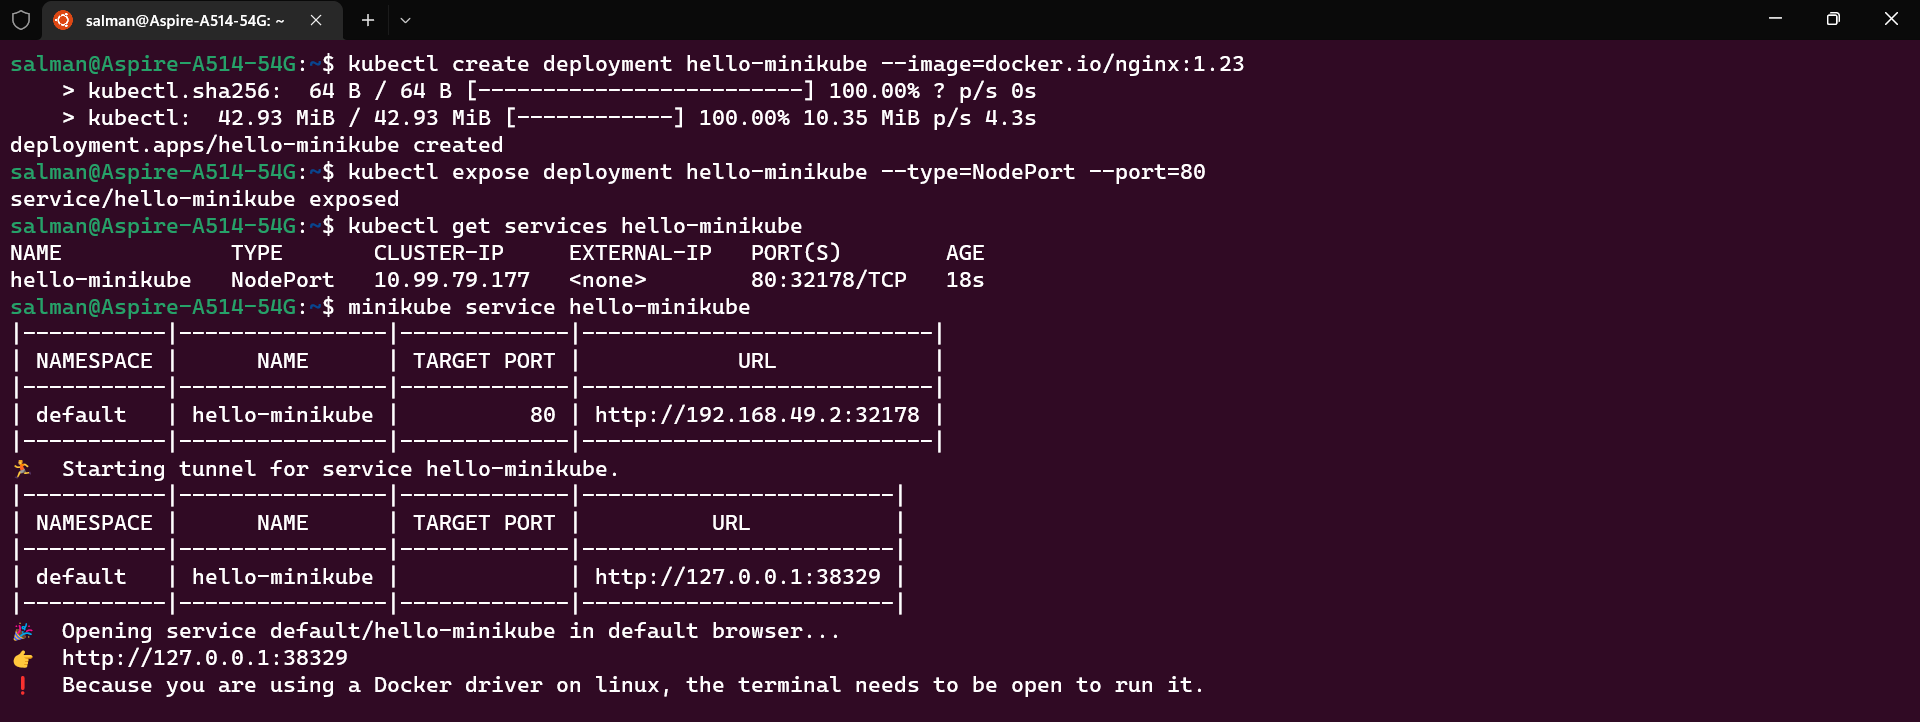 salman@Aspire-A514-54G: ~
salman@Aspire-A514-54G:~$ kubectl create deployment hello-minikube --image=docker.io/nginx:1.23
    > kubectl.sha256:  64 B / 64 B [-------------------------] 100.00% ? p/s 0s
    > kubectl:  42.93 MiB / 42.93 MiB [------------] 100.00% 10.35 MiB p/s 4.3s
deployment.apps/hello-minikube created
salman@Aspire-A514-54G:~$ kubectl expose deployment hello-minikube --type=NodePort --port=80
service/hello-minikube exposed
salman@Aspire-A514-54G:~$ kubectl get services hello-minikube
NAME             TYPE       CLUSTER-IP     EXTERNAL-IP   PORT(S)        AGE
hello-minikube   NodePort   10.99.79.177   <none>        80:32178/TCP   18s
salman@Aspire-A514-54G:~$ minikube service hello-minikube
|-----------|----------------|-------------|---------------------------|
| NAMESPACE |      NAME      | TARGET PORT |            URL            |
|-----------|----------------|-------------|---------------------------|
| default   | hello-minikube |          80 | http://192.168.49.2:32178 |
|-----------|----------------|-------------|---------------------------|
🏃  Starting tunnel for service hello-minikube.
|-----------|----------------|-------------|------------------------|
| NAMESPACE |      NAME      | TARGET PORT |          URL           |
|-----------|----------------|-------------|------------------------|
| default   | hello-minikube |             | http://127.0.0.1:38329 |
|-----------|----------------|-------------|------------------------|
🎉  Opening service default/hello-minikube in default browser...
👉  http://127.0.0.1:38329
❗  Because you are using a Docker driver on linux, the terminal needs to be open to run it.